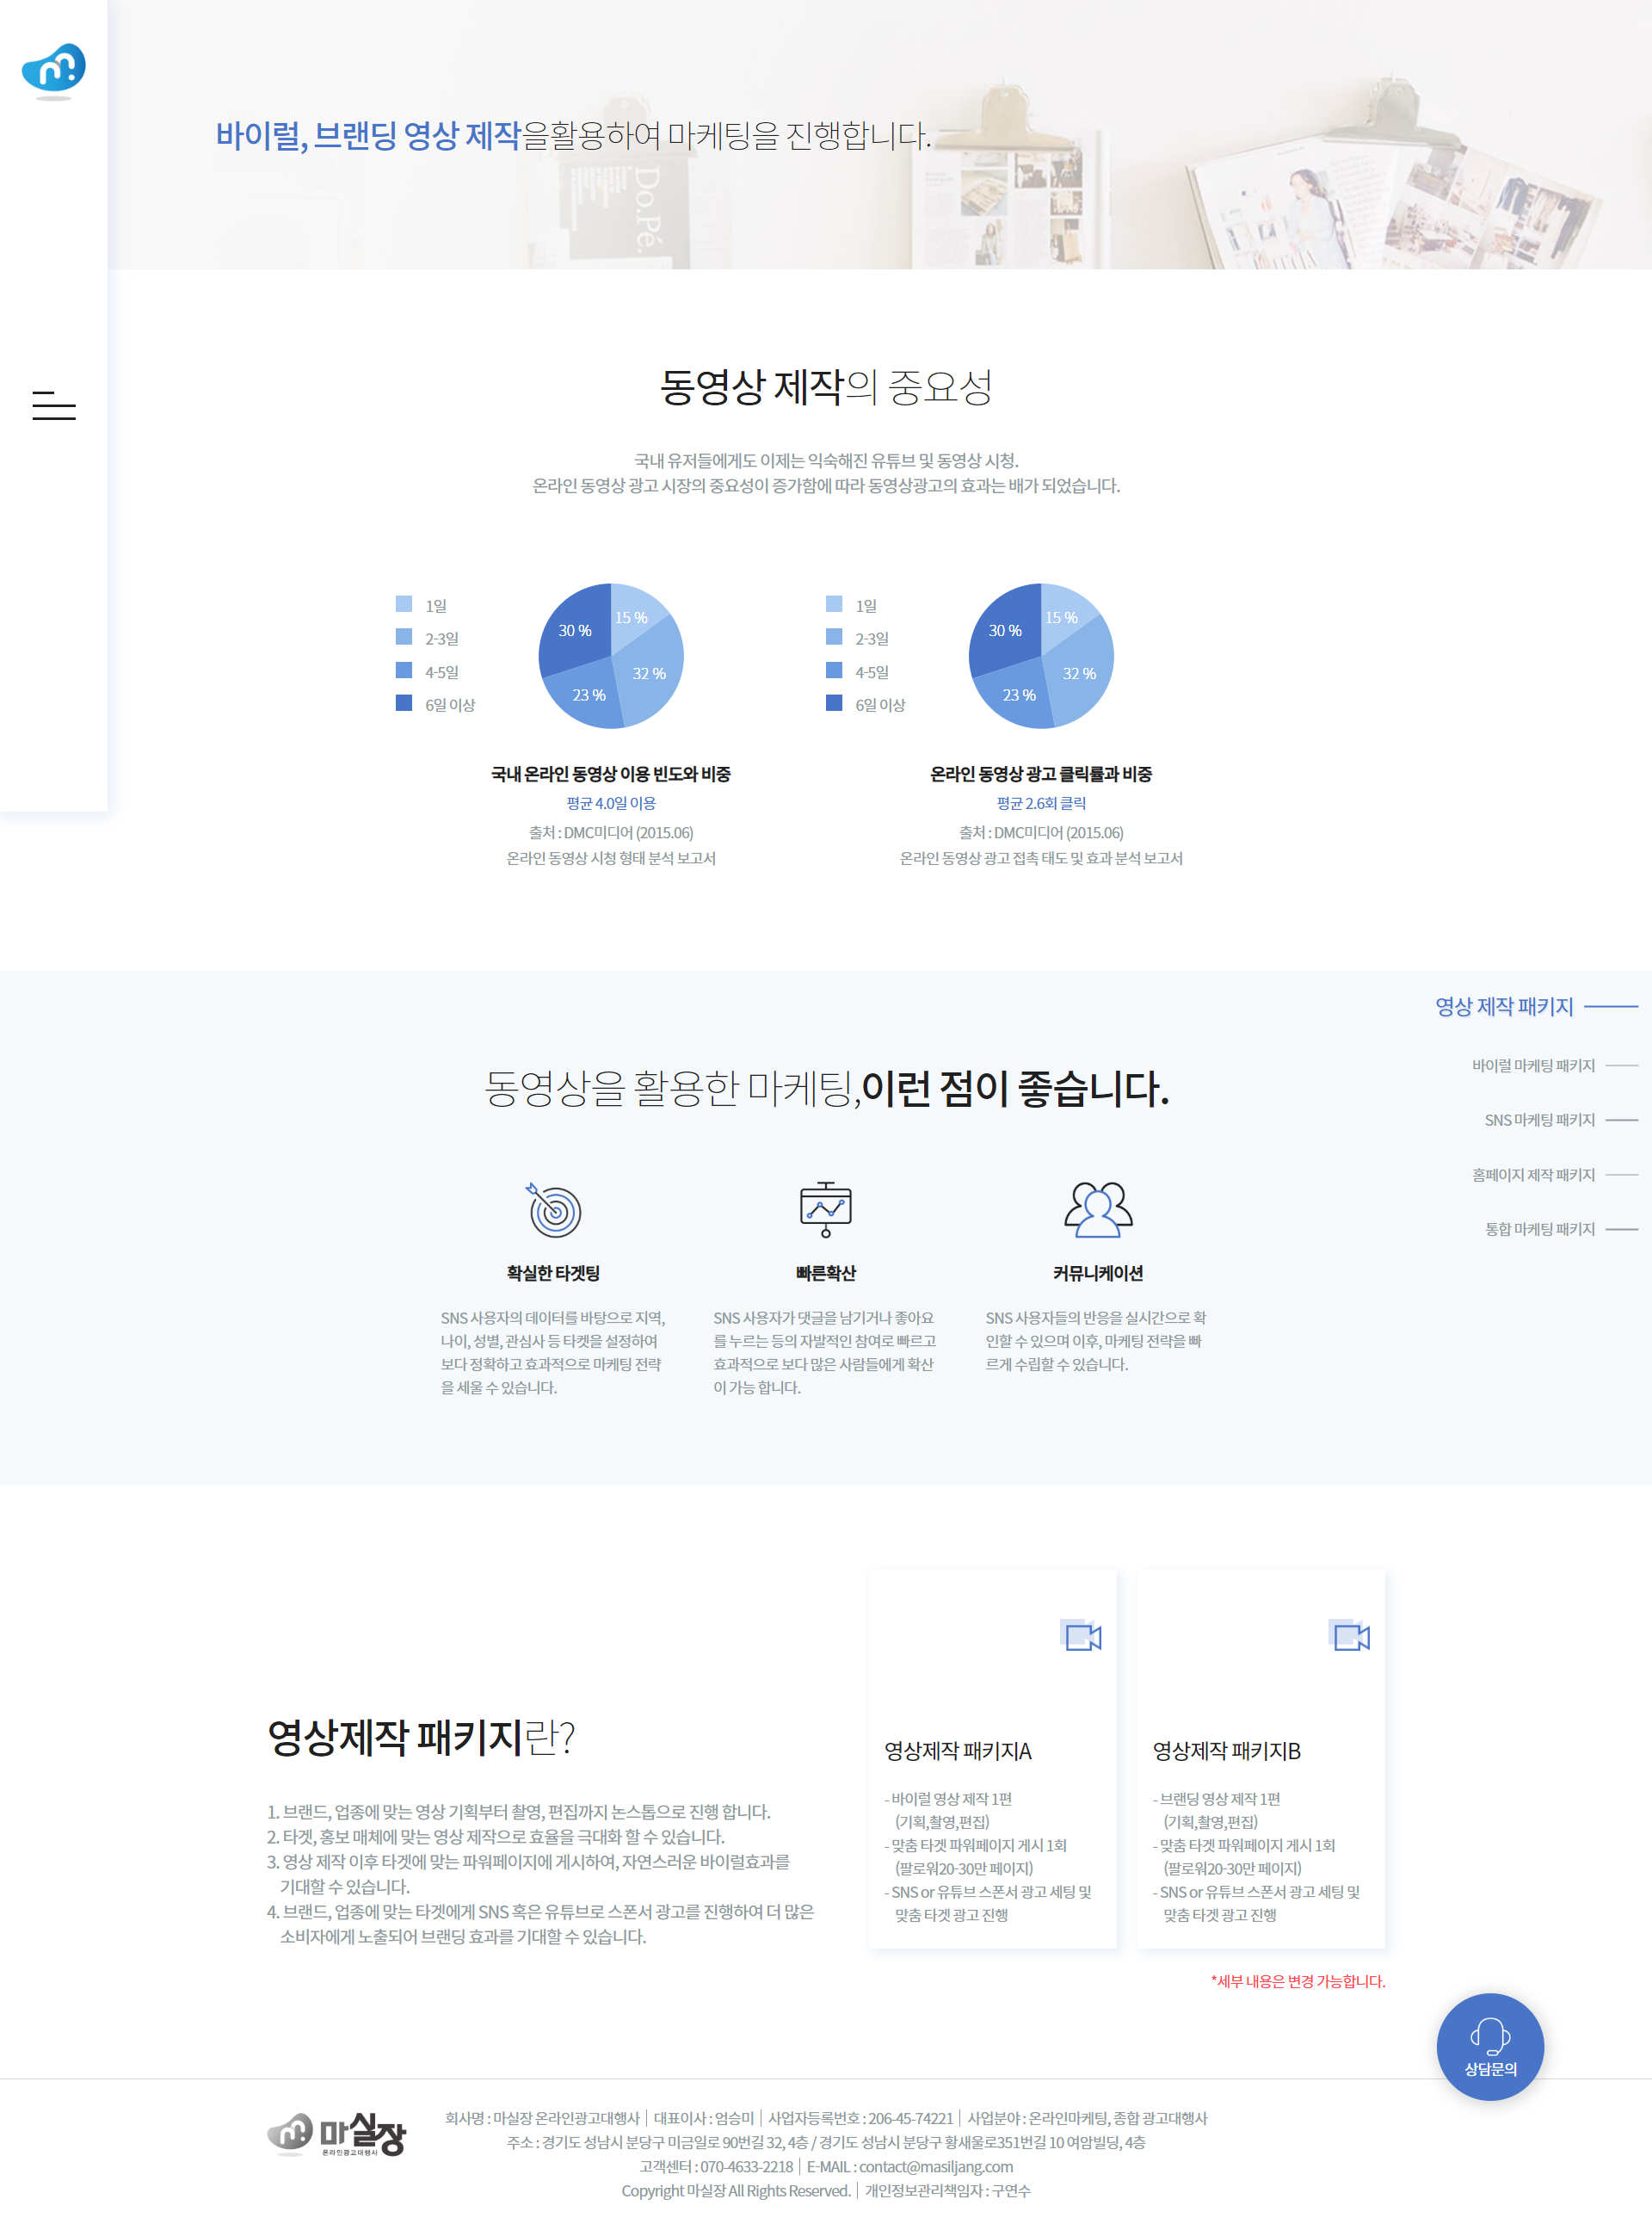 바이럴, 브랜딩 영상 제작을활용하여 마케팅을 진행합니다.
Do.Pé.
동영상 제작의 중요성
국내 유저들에게도 이제는 익숙해진 유튜브 및 동영상 시청.
온라인 동영상 광고 시장의 중요성이 증가함에 따라 동영상광고의 효과는 배가 되었습니다.
1일
2-3일
4-5일
6일 이상
15 %
30 %
32 %
23 %
국내 온라인 동영상 이용 빈도와 비중
평균 4.0일 이용
출처 : DMC미디어 (2015.06)
온라인 동영상 시청 형태 분석 보고서
1일
2-3일
4-5일
6일 이상
15 %
30 %
32 %
23 %
온라인 동영상 광고 클릭률과 비중
평균 2.6회 클릭
출처 : DMC미디어 (2015.06)
온라인 동영상 광고 접촉 태도 및 효과 분석 보고서
영상 제작 패키지
바이럴 마케팅 패키지
SNS 마케팅 패키지
홈페이지 제작 패키지
통합 마케팅 패키지
동영상을 활용한 마케팅,이런 점이 좋습니다.
확실한 타겟팅
SNS 사용자의 데이터를 바탕으로 지역,
나이, 성별, 관심사 등 타켓을 설정하여
보다 정확하고 효과적으로 마케팅 전략
을 세울 수 있습니다.
빠른확산
SNS 사용자가 댓글을 남기거나 좋아요
를 누르는 등의 자발적인 참여로 빠르고
효과적으로 보다 많은 사람들에게 확산
이 가능 합니다.
커뮤니케이션
SNS 사용자들의 반응을 실시간으로 확
인할 수 있으며 이후, 마케팅 전략을 빠
르게 수립할 수 있습니다.
영상제작 패키지란?
1. 브랜드, 업종에 맞는 영상 기획부터 촬영, 편집까지 논스톱으로 진행 합니다.
2. 타겟, 홍보 매체에 맞는 영상 제작으로 효율을 극대화 할 수 있습니다.
3. 영상 제작 이후 타겟에 맞는 파워페이지에 게시하여, 자연스러운 바이럴효과를
기대할 수 있습니다.
4. 브랜드, 업종에 맞는 타겟에게 SNS 혹은 유튜브로 스폰서 광고를 진행하여 더 많은
소비자에게 노출되어 브랜딩 효과를 기대할 수 있습니다.
영상제작 패키지A
- 바이럴 영상 제작 1편
(기획,촬영,편집)
- 맞춤 타겟 파워페이지 게시 1회
(팔로워20-30만 페이지)
- SNS or 유튜브 스폰서 광고 세팅 및
맞춤 타겟 광고 진행
영상제작 패키지B
- 브랜딩 영상 제작 1편
(기획,촬영,편집)
- 맞춤 타겟 파워페이지 게시 1회
(팔로워20-30만 페이지)
- SNS or 유튜브 스폰서 광고 세팅 및
맞춤 타겟 광고 진행
*세부 내용은 변경 가능합니다.
상담문의
마실장
온라인광고대행사
회사명 : 마실장 온라인광고대행사 | 대표이사 : 엄승미 | 사업자등록번호 : 206-45-74221 | 사업분야 : 온라인마케팅, 종합 광고대행사
주소 : 경기도 성남시 분당구 미금일로 90번길 32, 4층 / 경기도 성남시 분당구 황새울로351번길 10 여암빌딩, 4층
고객센터 : 070-4633-2218 | E-MAIL : contact@masiljang.com
Copyright 마실장 All Rights Reserved. | 개인정보관리책임자 : 구연수